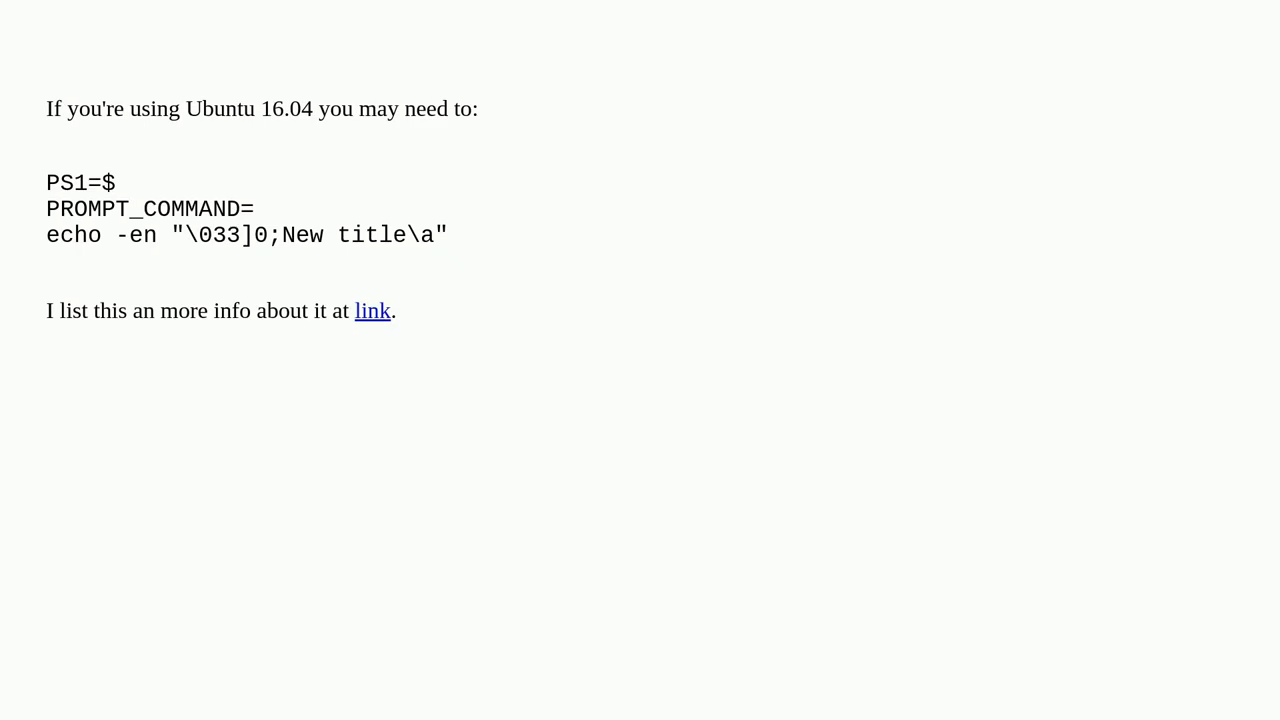 If you're using Ubuntu 16.04 you may need to:
PS1=$
PROMPT_COMMAND=
echo -en "\033]0;New title\a"
I list this an more info about it at link.